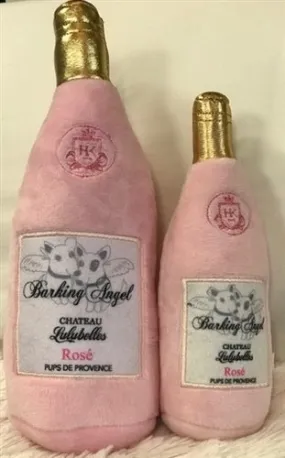 HK
Barking Angel
CHATEAU
Lulubelles
Rosé
PUPS DE PROVENCE
HK
Barking Angel
CHATEAU
Lulubelles
Rosé
PUPS DE PROVENCE